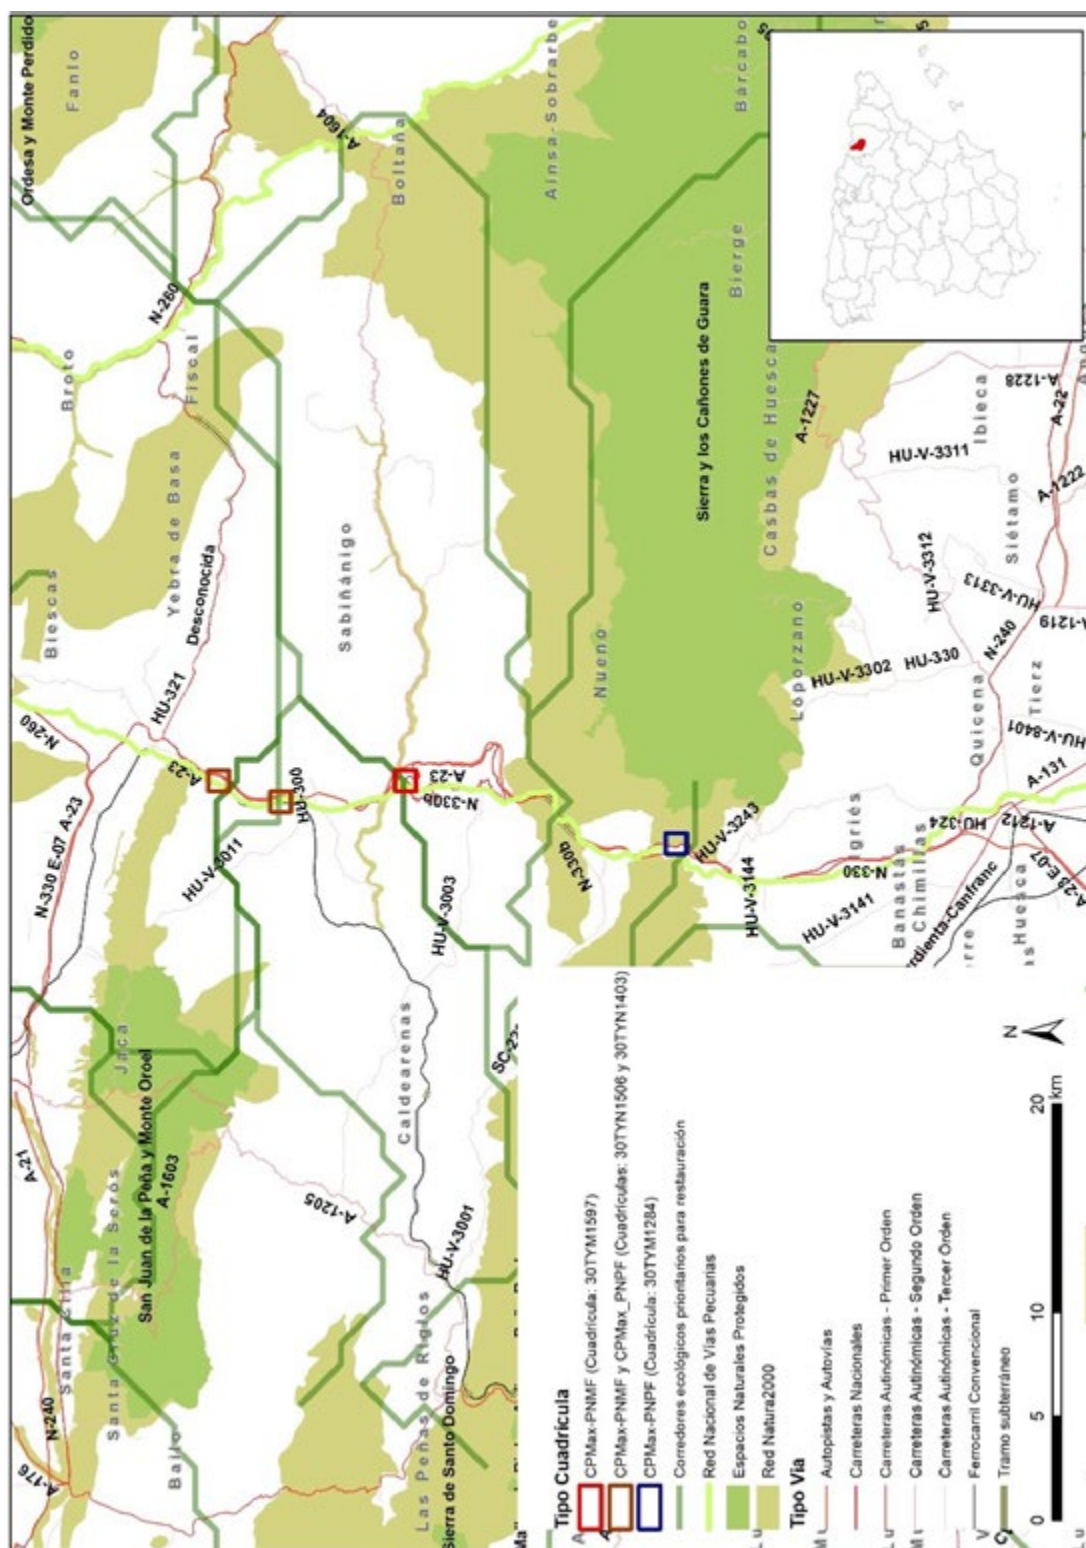 Ordesa y Monte Perdido
Fanlo
Broto
Biescas
N-260
A-1604
Boltaña
Ainsa-Sobrarbe
Bárcabo
Fiscal
Yebra de Basa
Desconocida
HU-321
N-260
A-23
N-330 E-07 A-23
Sabiñánigo
HU-300
HU-V-3011
A-23
N-330b
HU-V-3003
Jaca
San Juan de la Peña y Monte Oroel
A-1603
A-21
Santa Cilia
Santa Cruz de la Serós
N-240
A-176
Bailo
Caldearenas
A-1205
HU-V-3001
Las Peñas de Riglos
Sierra de Santo Domingo
Bierge
Sierra y los Cañones de Guara
Casbas de Huesca
A-1227
Nueno
Loporzano
N-330b
HU-V-3243
HU-V-3144
HU-V-3141
N-330
Igriés
Banastas
Chimillas
HU-324
A-1212
Huesca
HU-V-3302
HU-330
HU-V-3312
HU-V-3311
HU-V-3313
Ibieca
Siétamo
A-1228
A-22
A-1222
N-240
Quicena
Tierz
HU-V-8401
A-131
Tipo Cuadrícula
CPMax-PNMF (Cuadrícula: 30TYM1597)
CPMax-PNMF y CPMax_PNPF (Cuadrículas: 30TYN1506 y 30TYN1403)
CPMax-PNPF (Cuadrícula: 30TYM1284)
Corredores ecológicos prioritarios para restauración
Red Nacional de Vías Pecuarias
Espacios Naturales Protegidos
Red Natura2000
Tipo Vía
Autopistas y Autovías
Carreteras Nacionales
Carreteras Autinómicas - Primer Orden
Carreteras Autinómicas - Segundo Orden
Carreteras Autinómicas - Tercer Orden
Ferrocarril Convencional
Tramo subterráneo
N
0 5 10 20
km